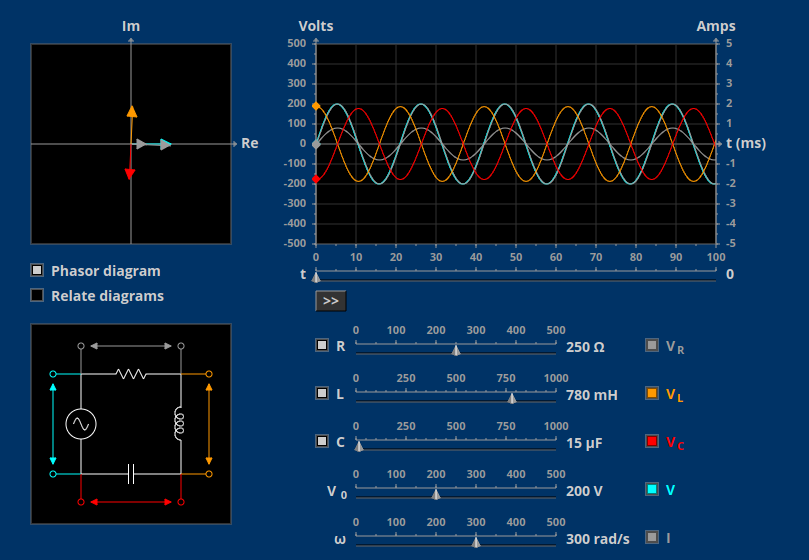 Im
Volts
Amps
500
400
300
200
100
0
-100
-200
-300
-400
-500
5
4
3
2
1
t (ms)
-1
-2
-3
-4
-5
Re
0 10 20 30 40 50 60 70 80 90 100
t
0
Phasor diagram
Relate diagrams
>>
0 100 200 300 400 500
R
250 Ω
V R
0 250 500 750 1000
L
780 mH
V L
0 250 500 750 1000
C
15 µF
V C
0 100 200 300 400 500
V 0
200 V
V
0 100 200 300 400 500
ω
300 rad/s
I